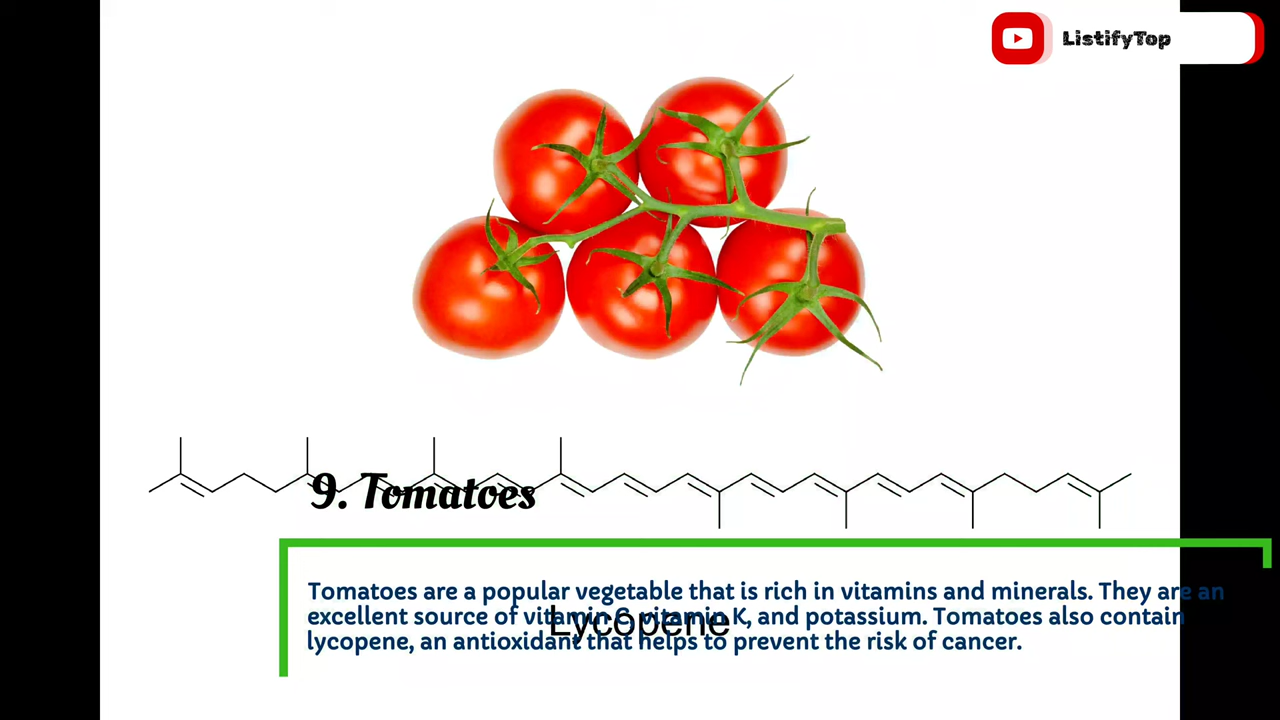 ListifyTop
9. Tomatoes
Tomatoes are a popular vegetable that is rich in vitamins and minerals. They are an
excellent source of vitamin C, vitamin K, and potassium. Tomatoes also contain
Lycopene
lycopene, an antioxidant that helps to prevent the risk of cancer.